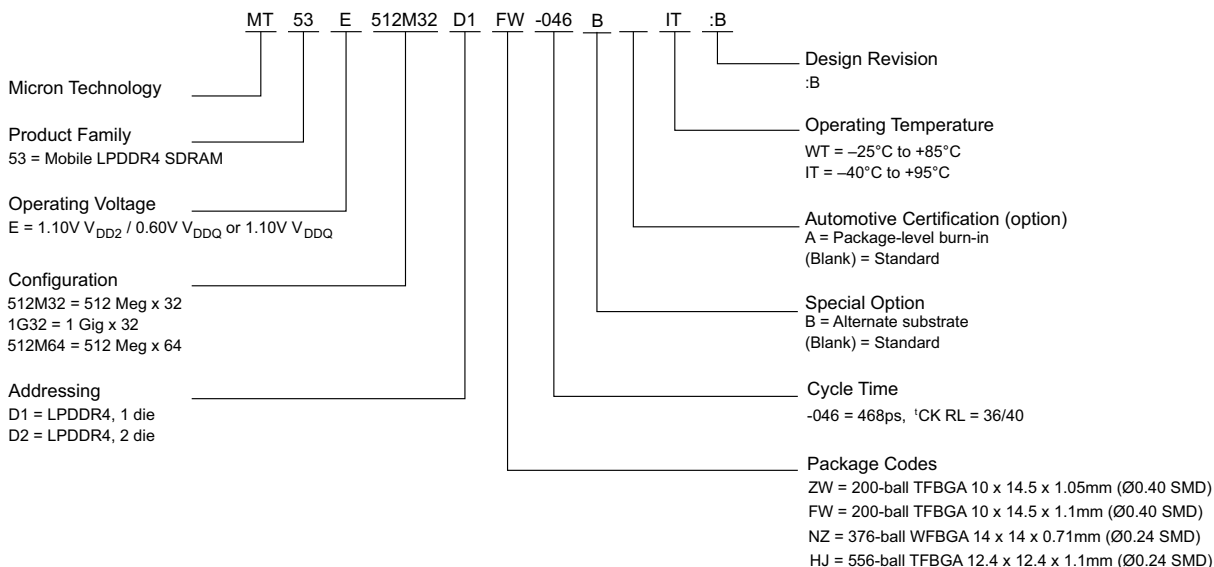 MT 53 E 512M32 D1 FW -046 B IT :B
Micron Technology
Product Family
53 = Mobile LPDDR4 SDRAM
Operating Voltage
E = 1.10V VDD2 / 0.60V VDDQ or 1.10V VDDQ
Configuration
512M32 = 512 Meg x 32
1G32 = 1 Gig x 32
512M64 = 512 Meg x 64
Addressing
D1 = LPDDR4, 1 die
D2 = LPDDR4, 2 die
Design Revision
:B
Operating Temperature
WT = –25°C to +85°C
IT = –40°C to +95°C
Automotive Certification (option)
A = Package-level burn-in
(Blank) = Standard
Special Option
B = Alternate substrate
(Blank) = Standard
Cycle Time
-046 = 468ps, tCK RL = 36/40
Package Codes
ZW = 200-ball TFBGA 10 x 14.5 x 1.05mm (Ø0.40 SMD)
FW = 200-ball TFBGA 10 x 14.5 x 1.1mm (Ø0.40 SMD)
NZ = 376-ball WFBGA 14 x 14 x 0.71mm (Ø0.24 SMD)
HJ = 556-ball TFBGA 12.4 x 12.4 x 1.1mm (Ø0.24 SMD)